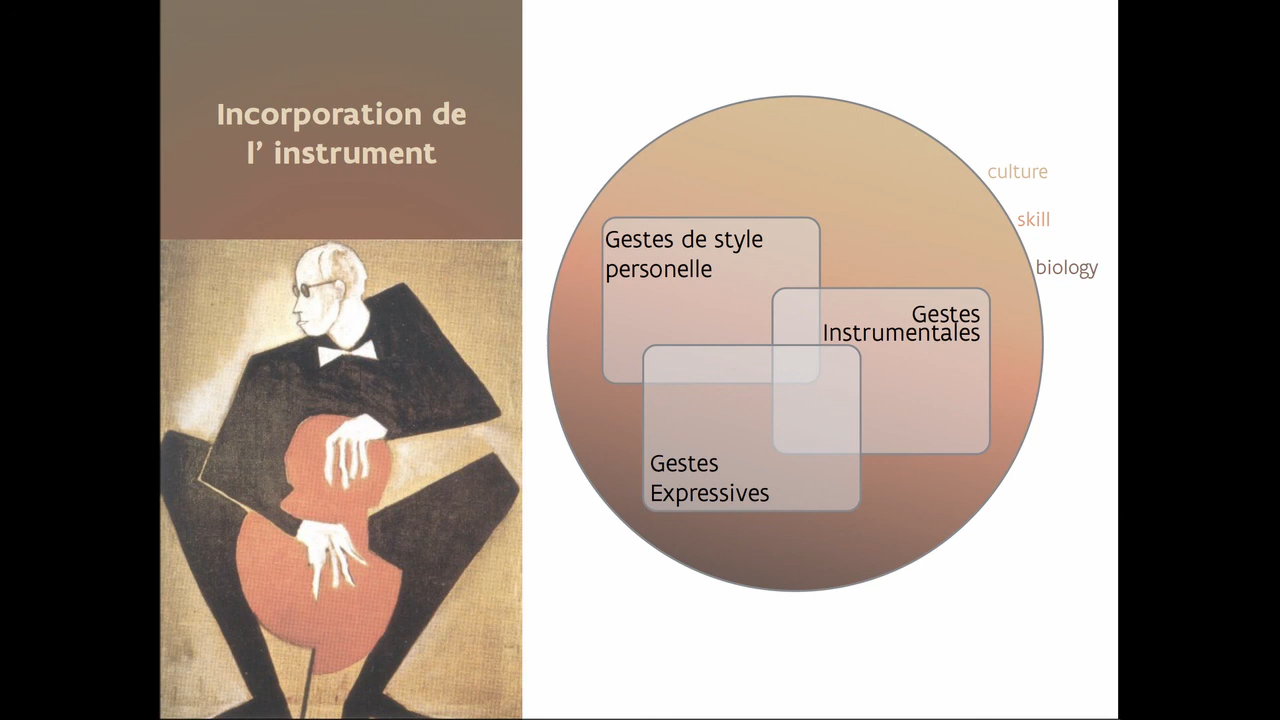 Incorporation de
l’ instrument
culture
skill
biology
Gestes de style
personelle
Gestes
Instrumentales
Gestes
Expressives